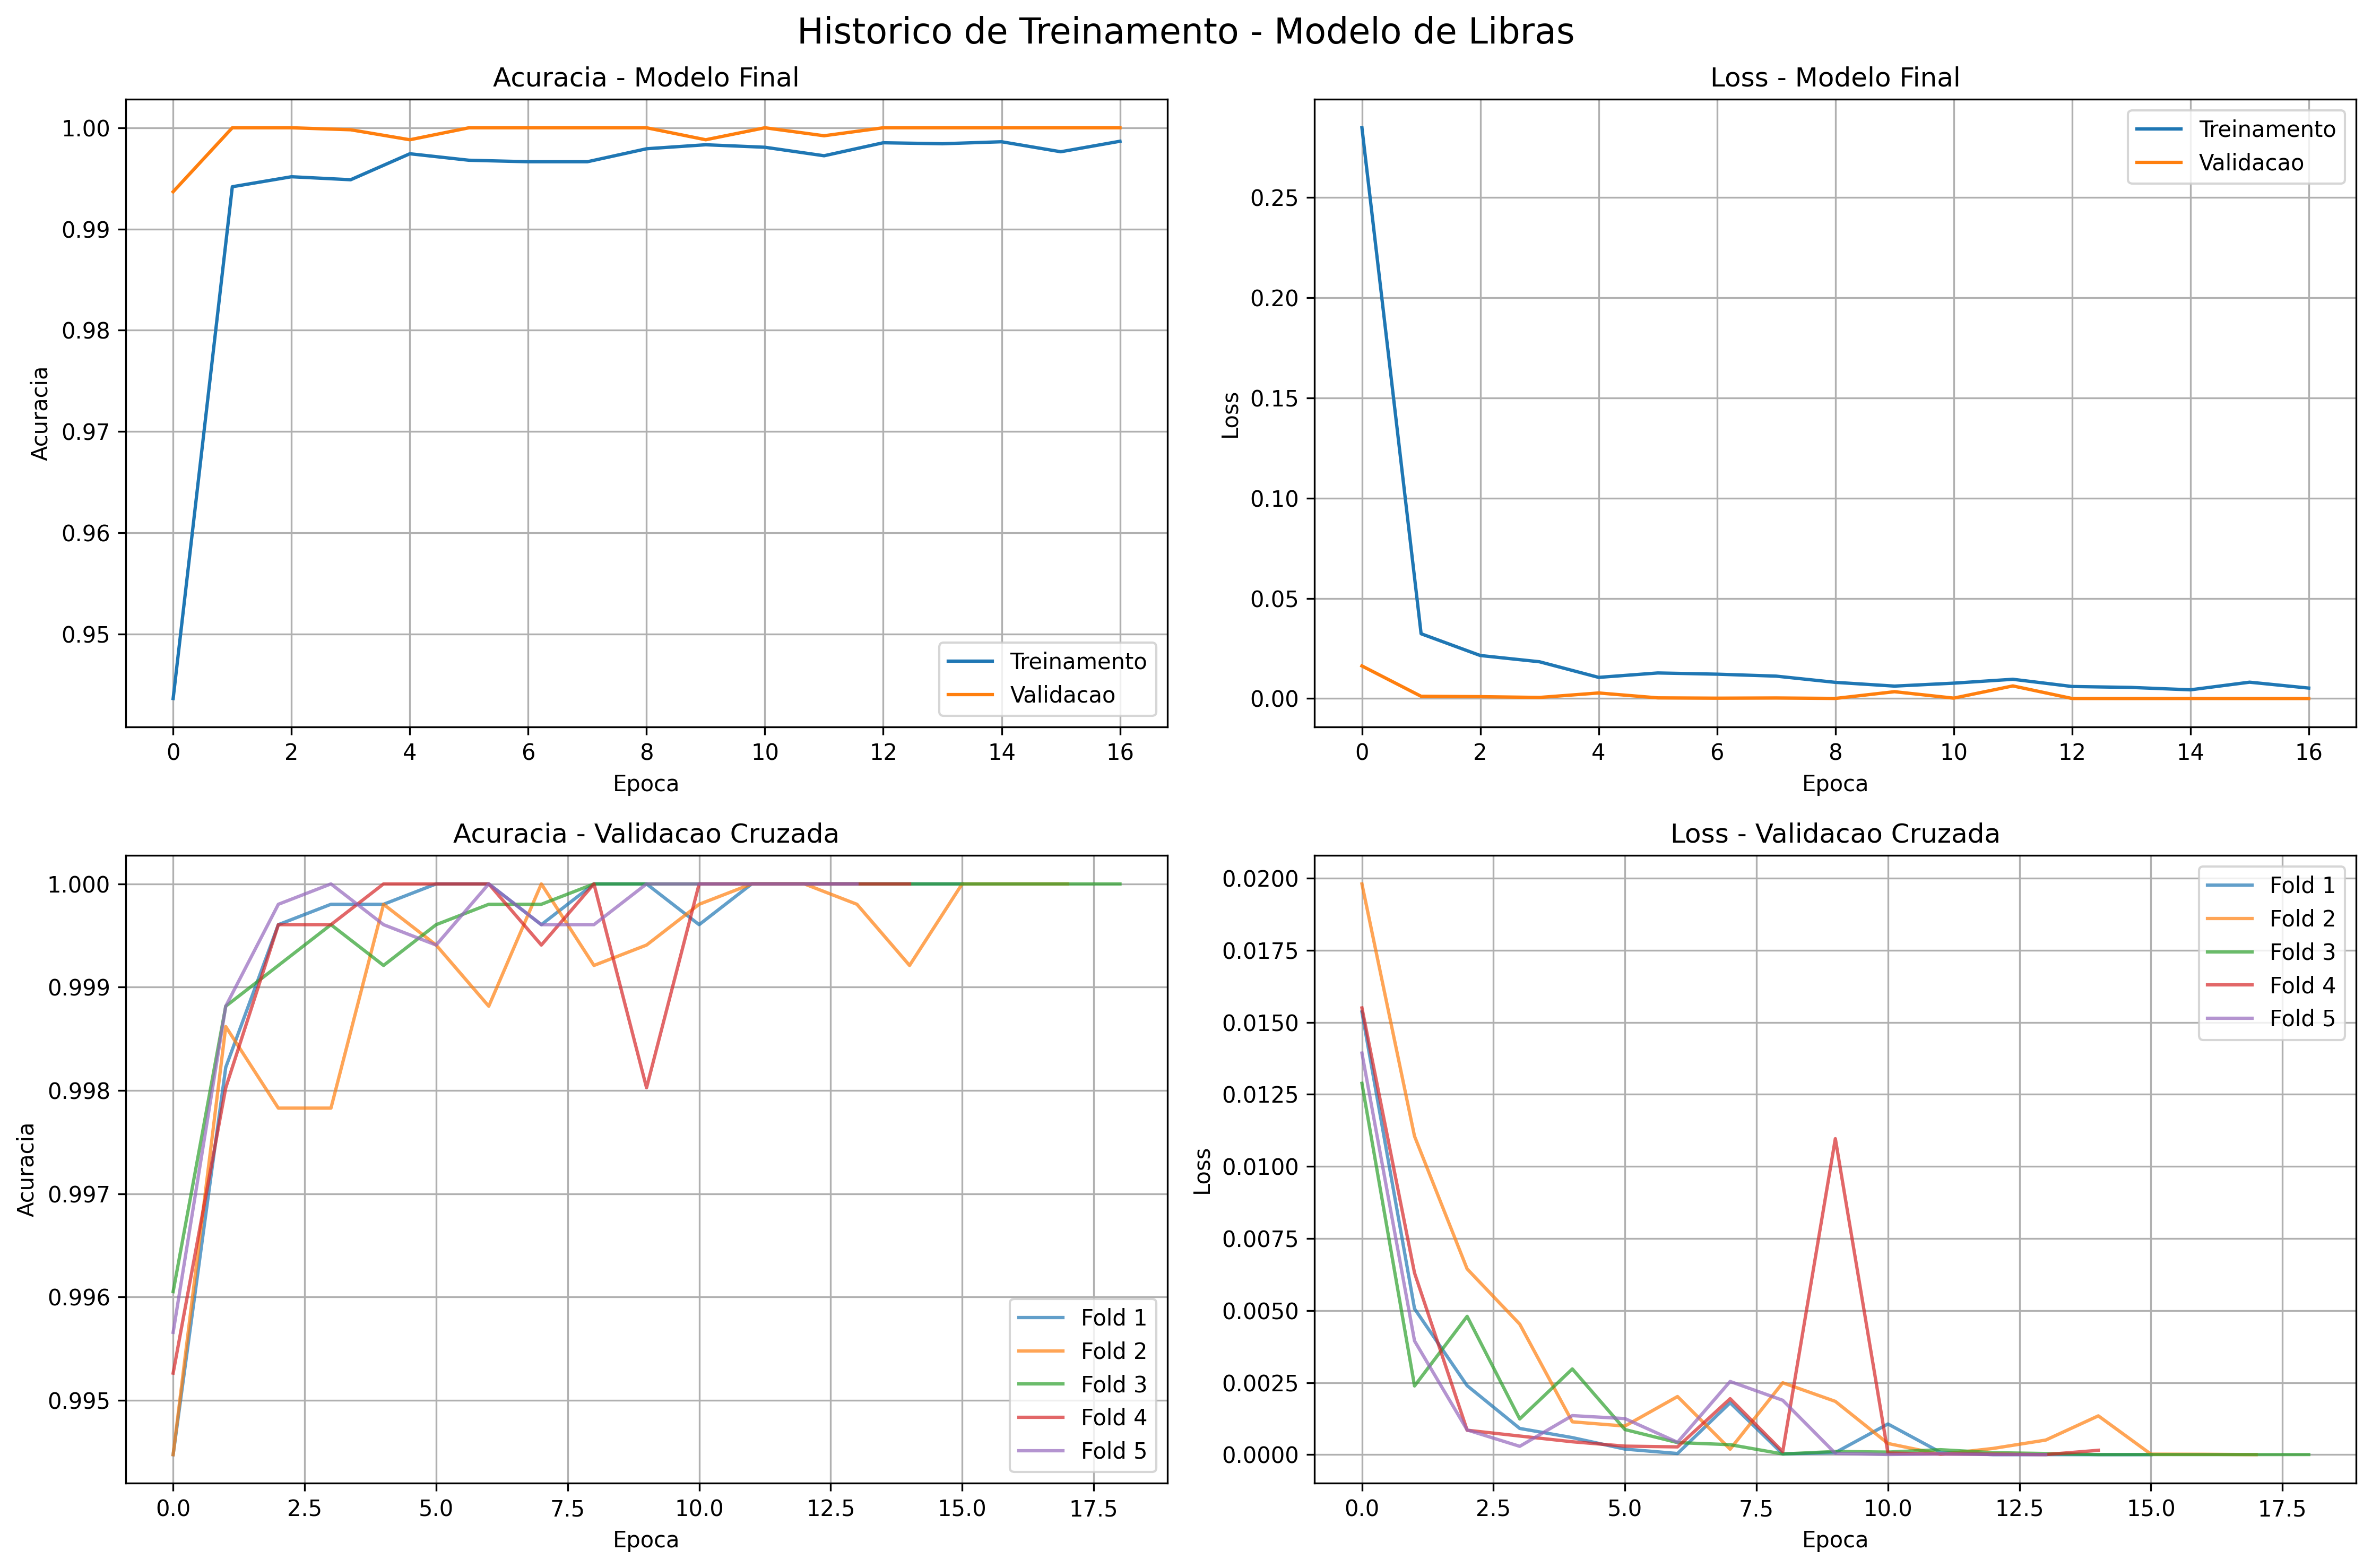 Historico de Treinamento - Modelo de Libras
Acuracia - Modelo Final
Acuracia
1.00
0.99
0.98
0.97
0.96
0.95
0 2 4 6 8 10 12 14 16
Epoca
Treinamento
Validacao
Loss - Modelo Final
Loss
0.25
0.20
0.15
0.10
0.05
0.00
0 2 4 6 8 10 12 14 16
Epoca
Treinamento
Validacao
Acuracia - Validacao Cruzada
Acuracia
1.000
0.999
0.998
0.997
0.996
0.995
0.0 2.5 5.0 7.5 10.0 12.5 15.0 17.5
Epoca
Fold 1
Fold 2
Fold 3
Fold 4
Fold 5
Loss - Validacao Cruzada
Loss
0.0200
0.0175
0.0150
0.0125
0.0100
0.0075
0.0050
0.0025
0.0000
0.0 2.5 5.0 7.5 10.0 12.5 15.0 17.5
Epoca
Fold 1
Fold 2
Fold 3
Fold 4
Fold 5